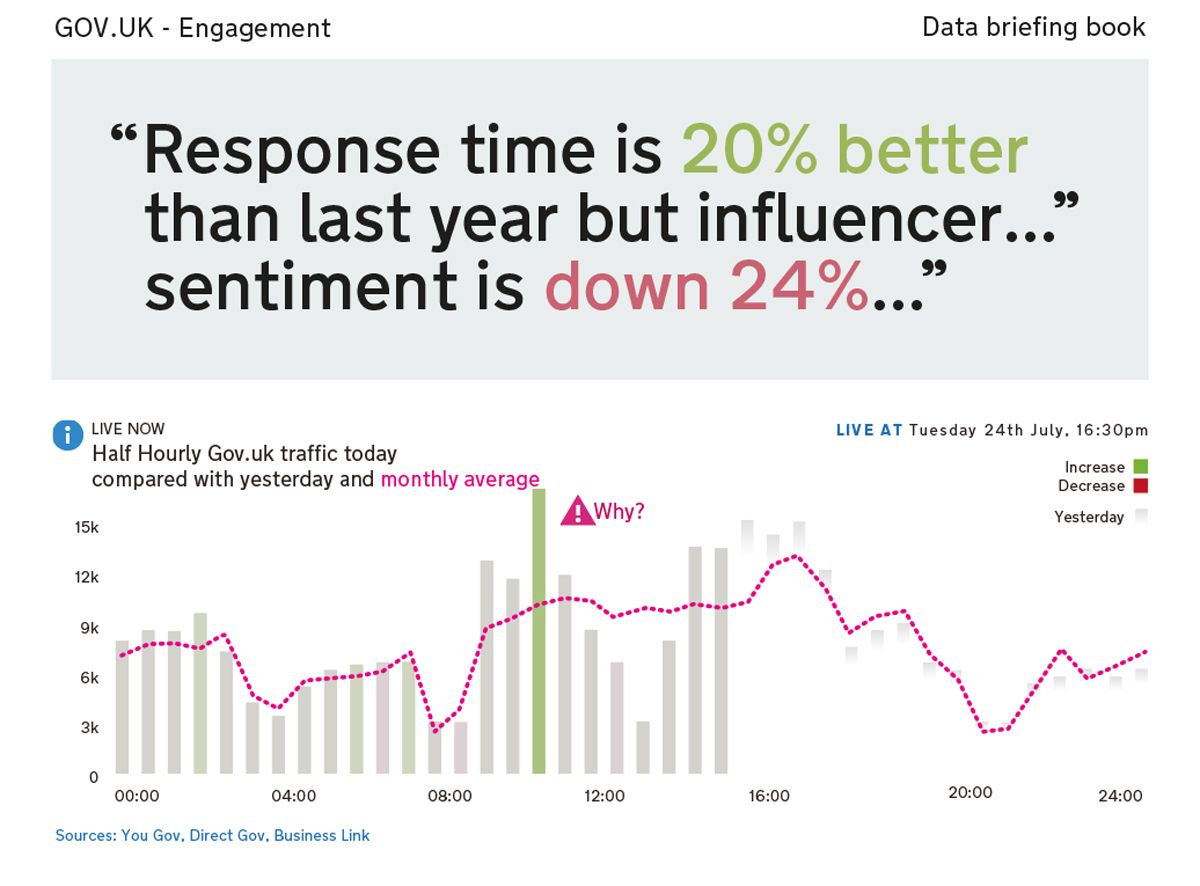 GOV.UK - Engagement
Data briefing book
“Response time is 20% better
than last year but influencer...”
sentiment is down 24%...”
LIVE NOW
Half Hourly Gov.uk traffic today
compared with yesterday and monthly average
LIVE AT Tuesday 24th July, 16:30pm
Increase
Decrease
Yesterday
Why?
15k
12k
9k
6k
3k
0
00:00
04:00
08:00
12:00
16:00
20:00
24:00
Sources: You Gov, Direct Gov, Business Link